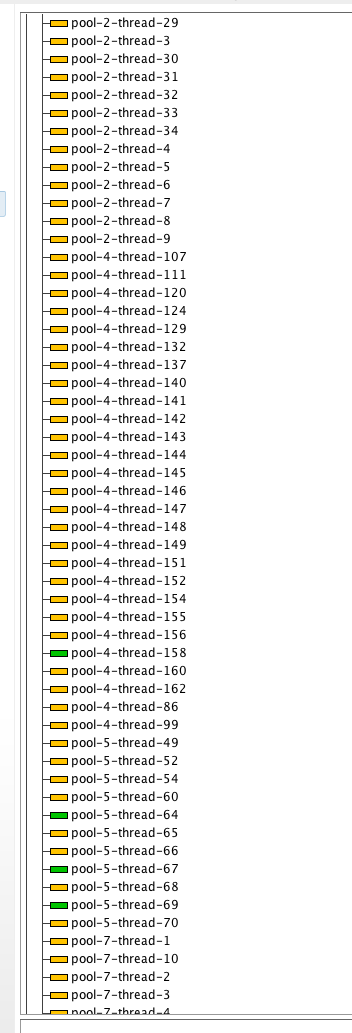 pool-2-thread-29
pool-2-thread-3
pool-2-thread-30
pool-2-thread-31
pool-2-thread-32
pool-2-thread-33
pool-2-thread-34
pool-2-thread-4
pool-2-thread-5
pool-2-thread-6
pool-2-thread-7
pool-2-thread-8
pool-2-thread-9
pool-4-thread-107
pool-4-thread-111
pool-4-thread-120
pool-4-thread-124
pool-4-thread-129
pool-4-thread-132
pool-4-thread-137
pool-4-thread-140
pool-4-thread-141
pool-4-thread-142
pool-4-thread-143
pool-4-thread-144
pool-4-thread-145
pool-4-thread-146
pool-4-thread-147
pool-4-thread-148
pool-4-thread-149
pool-4-thread-151
pool-4-thread-152
pool-4-thread-154
pool-4-thread-155
pool-4-thread-156
pool-4-thread-158
pool-4-thread-160
pool-4-thread-162
pool-4-thread-86
pool-4-thread-99
pool-5-thread-49
pool-5-thread-52
pool-5-thread-54
pool-5-thread-60
pool-5-thread-64
pool-5-thread-65
pool-5-thread-66
pool-5-thread-67
pool-5-thread-68
pool-5-thread-69
pool-5-thread-70
pool-7-thread-1
pool-7-thread-10
pool-7-thread-2
pool-7-thread-3
pool-7-thread-4